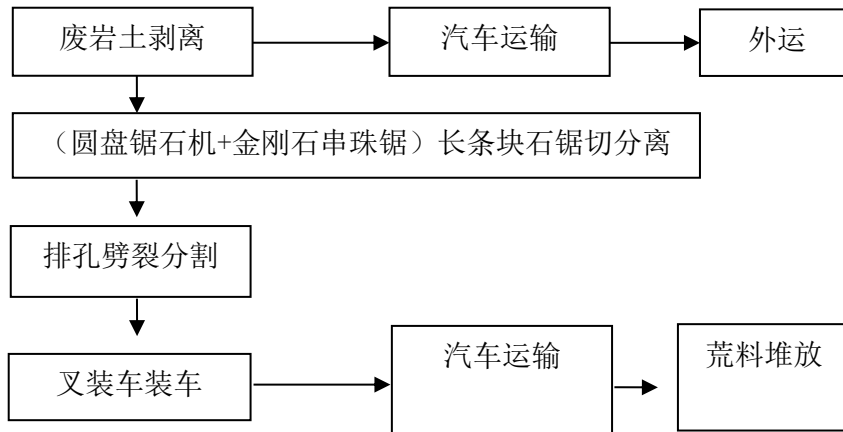 废岩土剥离
汽车运输
外运
（圆盘锯石机+金刚石串珠锯）长条块石锯切分离
排孔劈裂分割
叉装车装车
汽车运输
荒料堆放